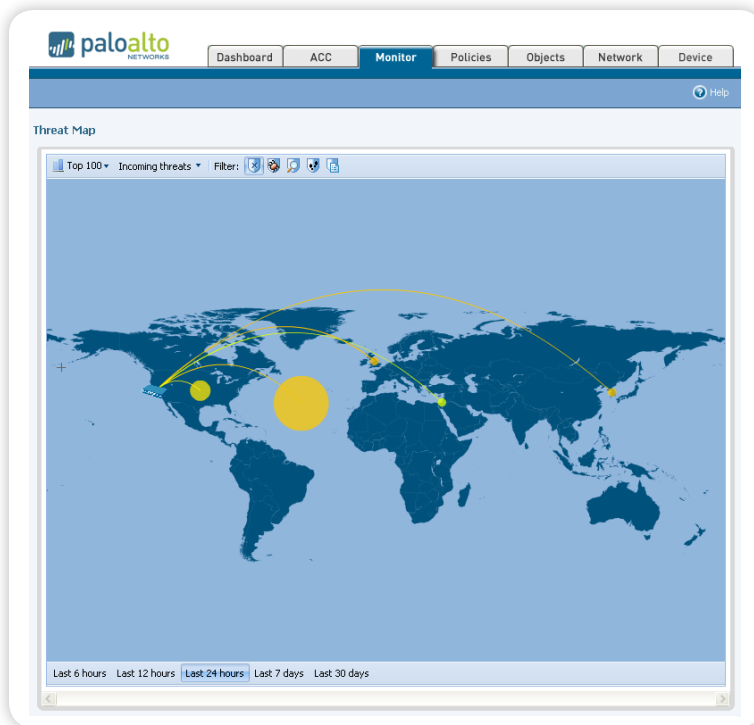 paloalto
NETWORKS
Dashboard ACC Monitor Policies Objects Network Device
Help
Threat Map
Top 100 Incoming threats Filter:
Last 6 hours Last 12 hours Last 24 hours Last 7 days Last 30 days